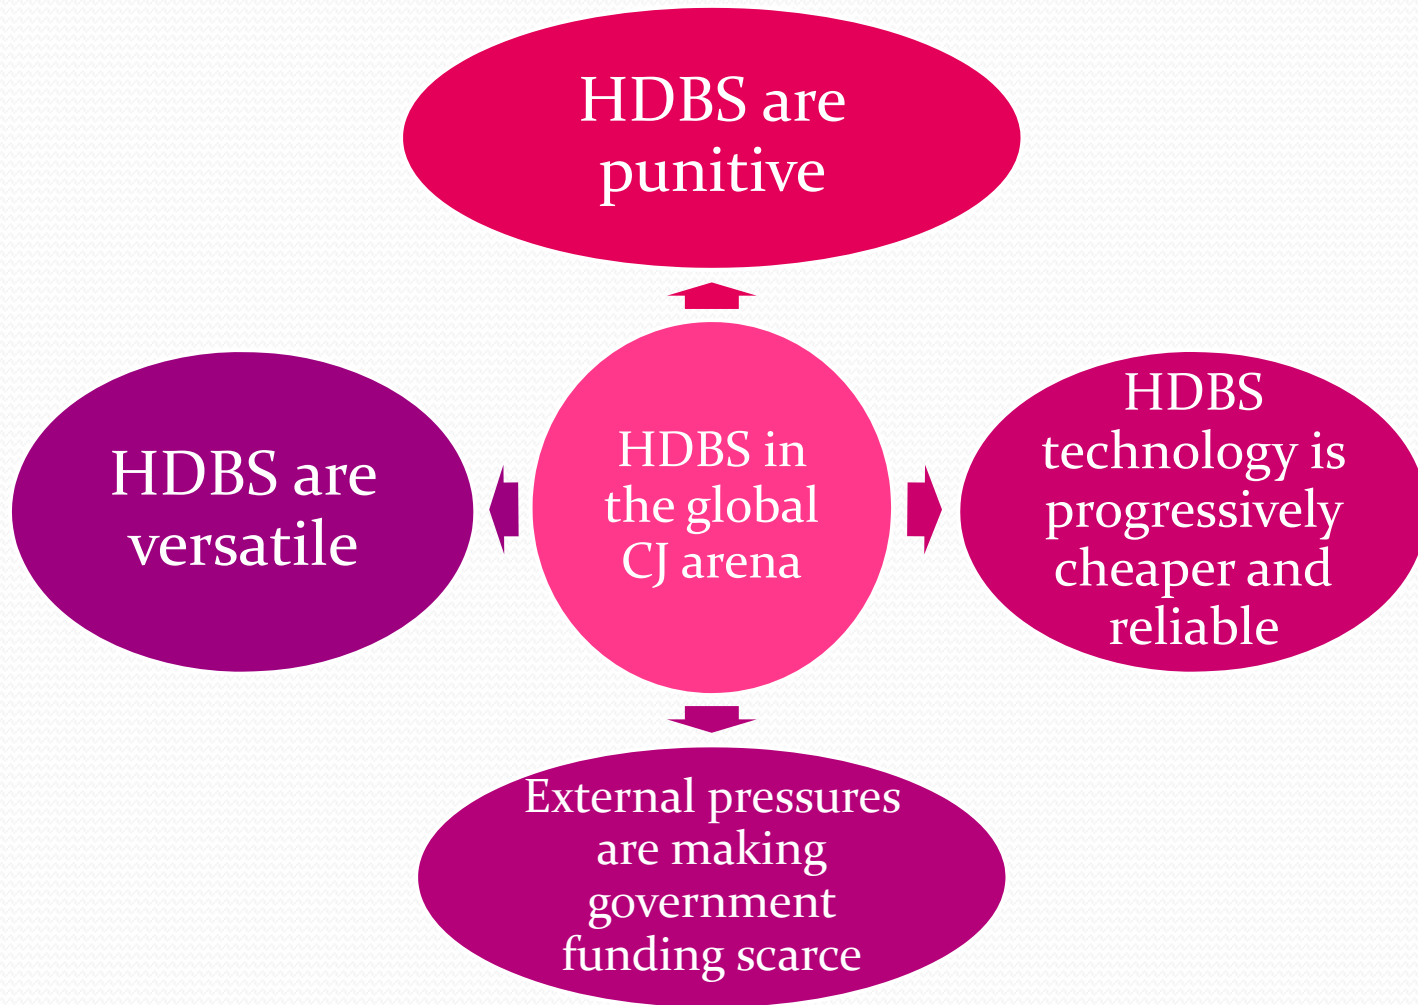 HDBS are
punitive
HDBS are
versatile
HDBS in
the global
CJ arena
HDBS
technology is
progressively
cheaper and
reliable
External pressures
are making
government
funding scarce